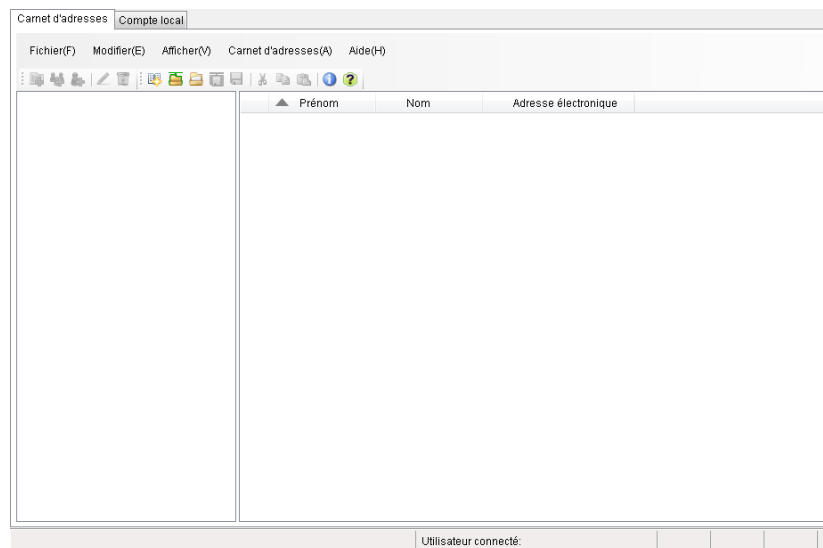 Carnet d'adresses Compte local
Fichier(F) Modifier(E) Afficher(V) Carnet d'adresses(A) Aide(H)
Prénom Nom Adresse électronique
Utilisateur connecté: